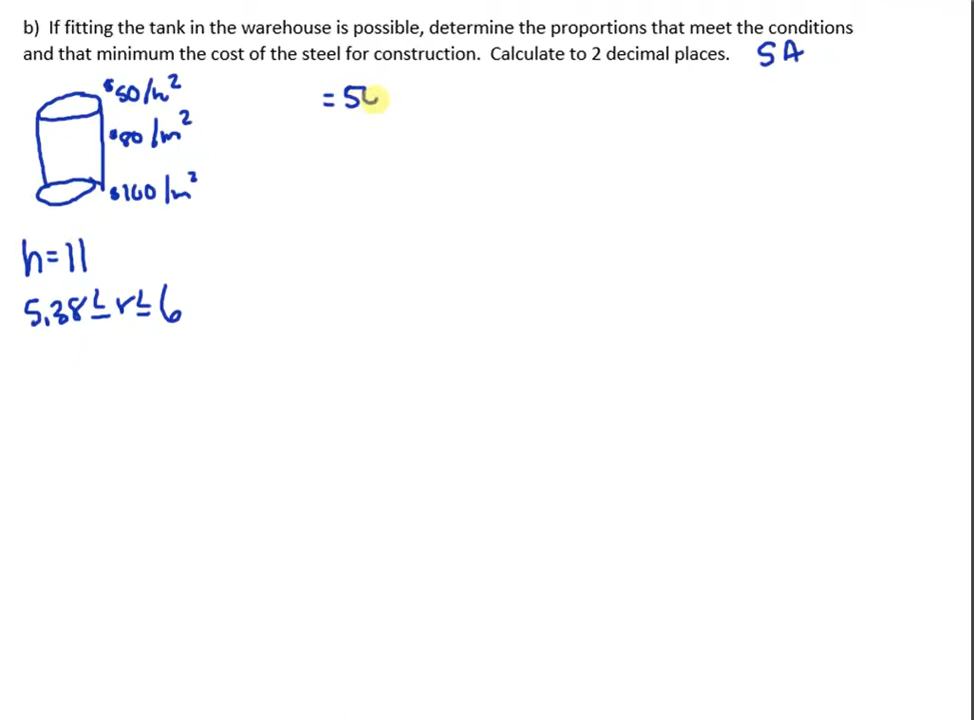 b) If fitting the tank in the warehouse is possible, determine the proportions that meet the conditions
and that minimum the cost of the steel for construction. Calculate to 2 decimal places. SA
$50/m²
= 50
$80/m²
$100/m²
h=11
5.38≤r≤6